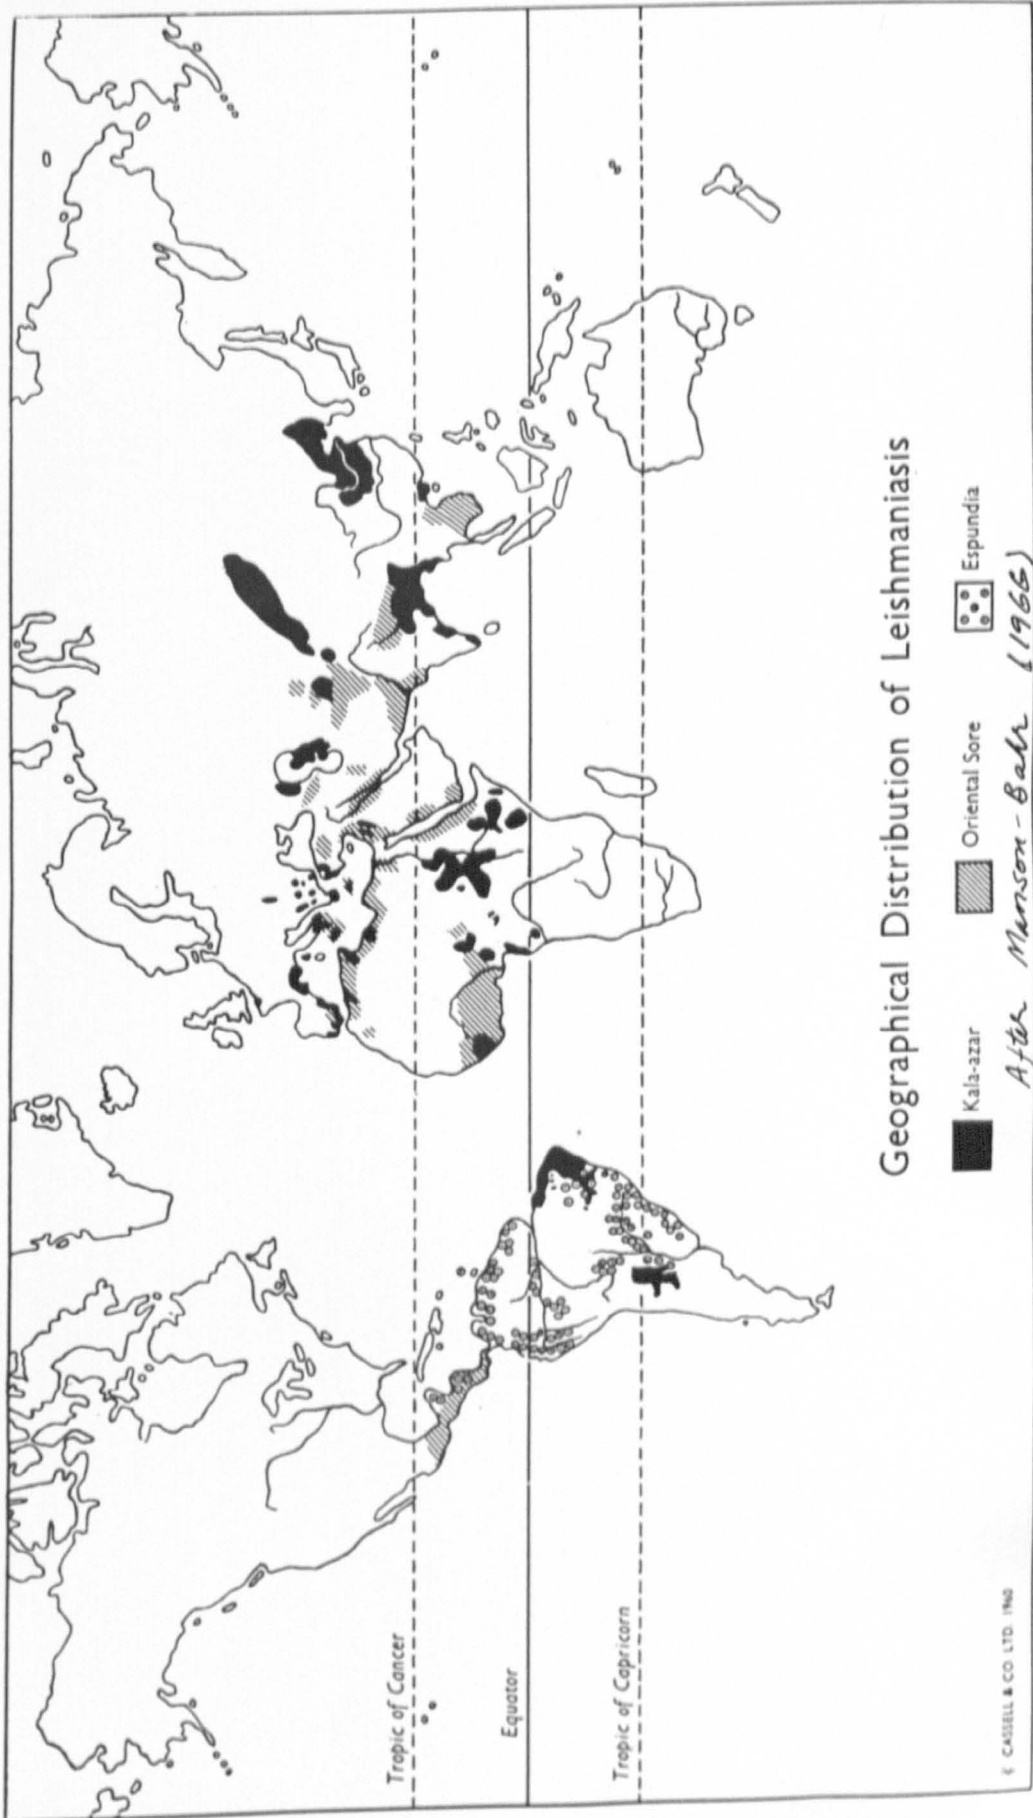 Tropic of Cancer
Equator
Tropic of Capricorn
Geographical Distribution of Leishmaniasis
Kala-azar
Oriental Sore
Espundia
After Manson-Bahr (1966)
© CASSELL & CO. LTD. 1960